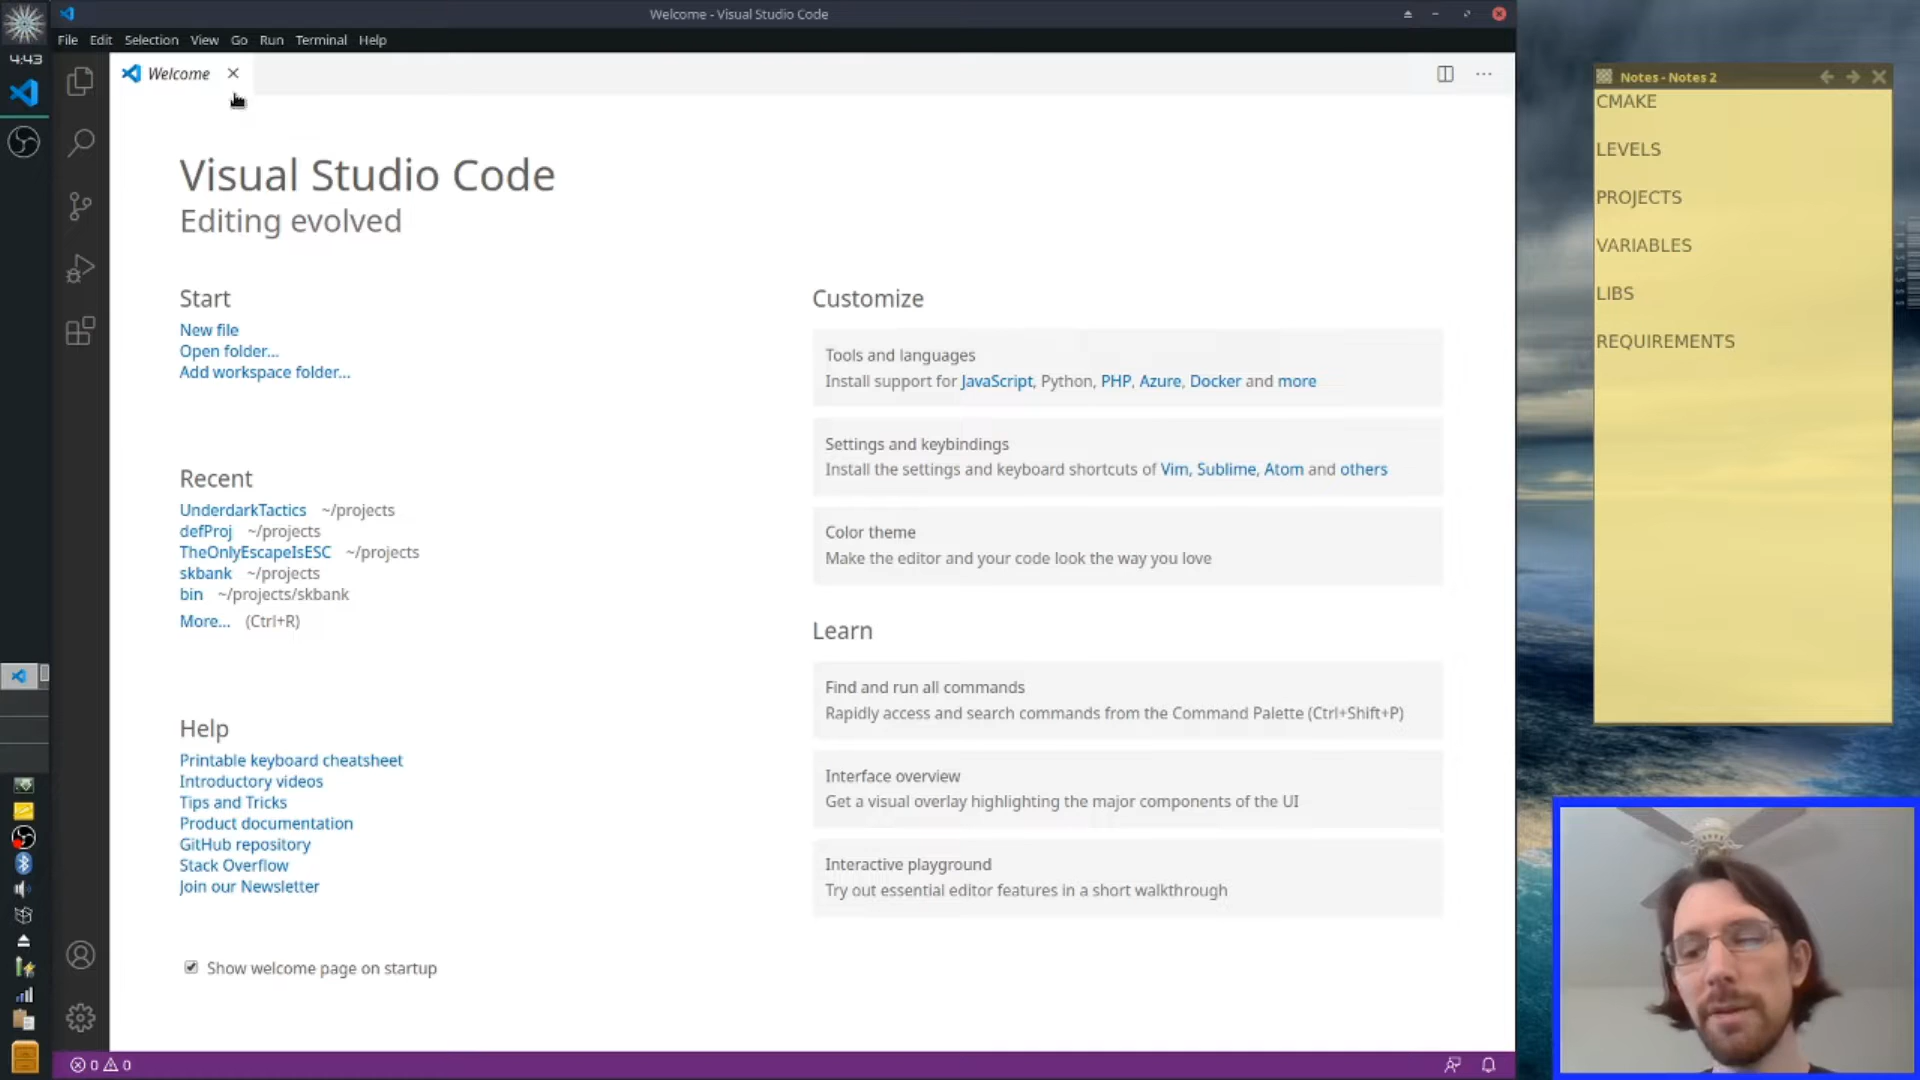 Welcome - Visual Studio Code
File Edit Selection View Go Run Terminal Help
4:43
Welcome
Visual Studio Code
Editing evolved
Start
New file
Open folder...
Add workspace folder...
Recent
UnderdarkTactics ~/projects
defProj ~/projects
TheOnlyEscapeIsESC ~/projects
skbank ~/projects
bin ~/projects/skbank
More... (Ctrl+R)
Help
Printable keyboard cheatsheet
Introductory videos
Tips and Tricks
Product documentation
GitHub repository
Stack Overflow
Join our Newsletter
Show welcome page on startup
Customize
Tools and languages
Install support for JavaScript, Python, PHP, Azure, Docker and more
Settings and keybindings
Install the settings and keyboard shortcuts of Vim, Sublime, Atom and others
Color theme
Make the editor and your code look the way you love
Learn
Find and run all commands
Rapidly access and search commands from the Command Palette (Ctrl+Shift+P)
Interface overview
Get a visual overlay highlighting the major components of the UI
Interactive playground
Try out essential editor features in a short walkthrough
0 0
Notes - Notes 2
CMAKE
LEVELS
PROJECTS
VARIABLES
LIBS
REQUIREMENTS